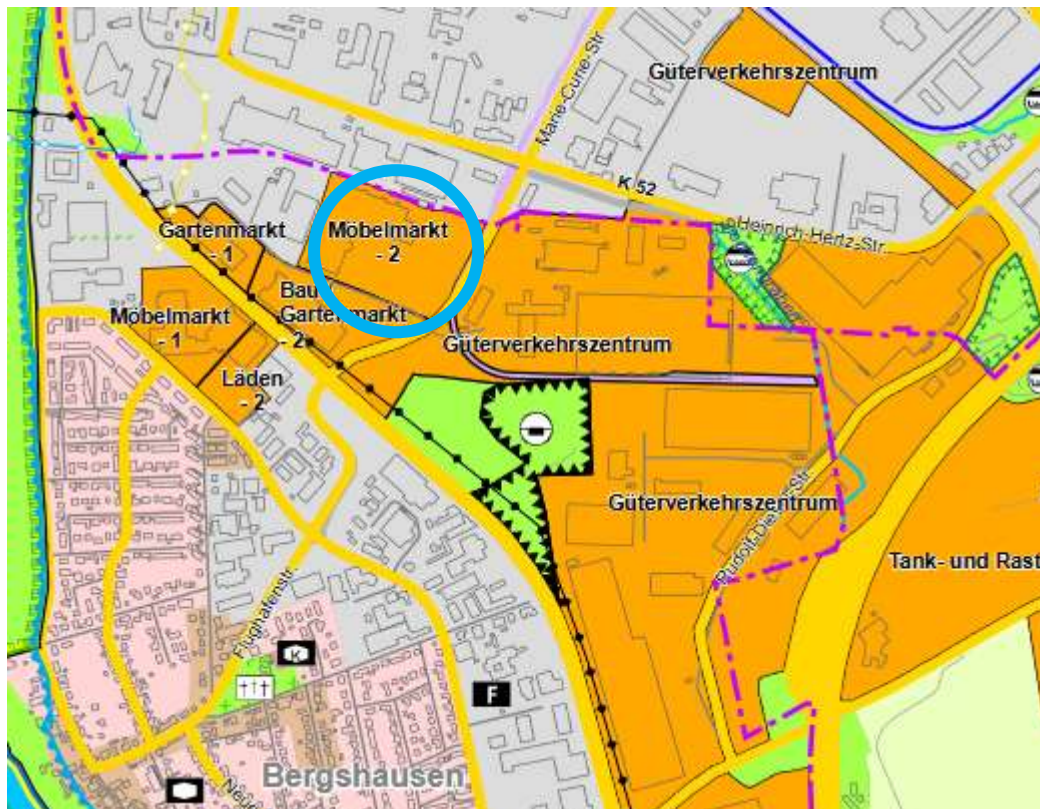 Güterverkehrszentrum
Marie-Curie-Str.
K 52
Heinrich-Hertz-Str.
Gartenmarkt
- 1
Möbelmarkt
- 2
Möbelmarkt
- 1
Bau /
Gartenmarkt
- 2
Güterverkehrszentrum
Läden
- 2
Güterverkehrszentrum
Rudolf-Diesel-Str.
Tank- und Rast
Flughafenstr.
K
F
Bergshausen